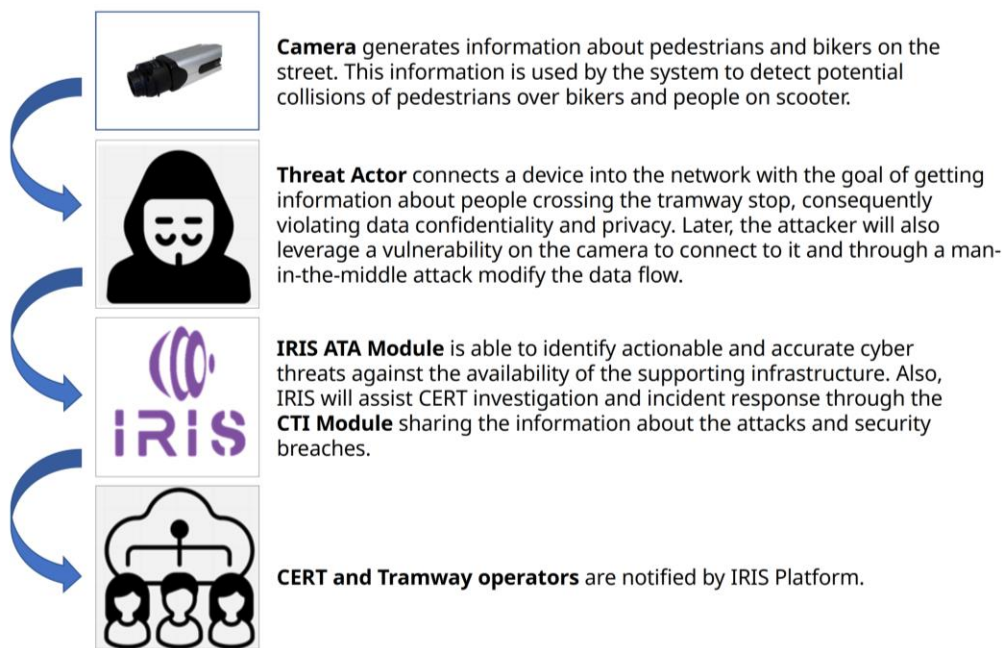 Camera generates information about pedestrians and bikers on the
street. This information is used by the system to detect potential
collisions of pedestrians over bikers and people on scooter.
Threat Actor connects a device into the network with the goal of getting
information about people crossing the tramway stop, consequently
violating data confidentiality and privacy. Later, the attacker will also
leverage a vulnerability on the camera to connect to it and through a man-
in-the-middle attack modify the data flow.
IRIS
IRIS ATA Module is able to identify actionable and accurate cyber
threats against the availability of the supporting infrastructure. Also,
IRIS will assist CERT investigation and incident response through the
CTI Module sharing the information about the attacks and security
breaches.
CERT and Tramway operators are notified by IRIS Platform.